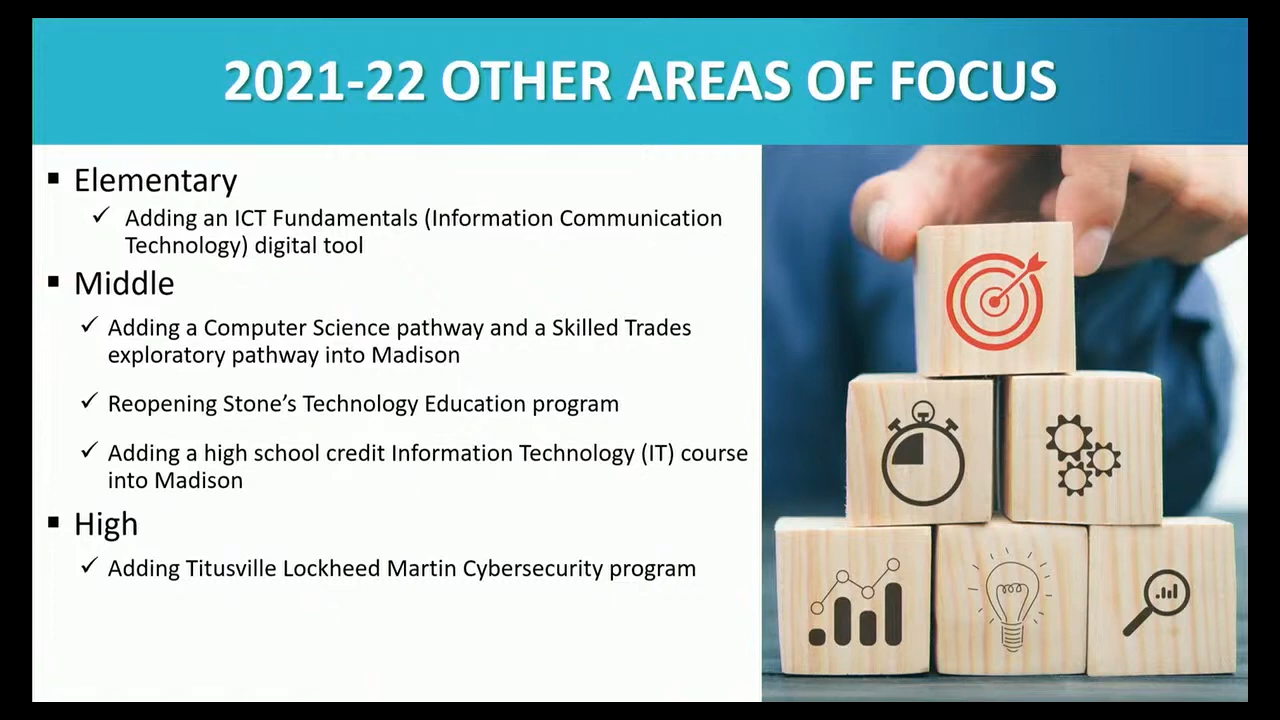 2021-22 OTHER AREAS OF FOCUS
▪ Elementary
✓ Adding an ICT Fundamentals (Information Communication
Technology) digital tool
▪ Middle
✓ Adding a Computer Science pathway and a Skilled Trades
exploratory pathway into Madison
✓ Reopening Stone’s Technology Education program
✓ Adding a high school credit Information Technology (IT) course
into Madison
▪ High
✓ Adding Titusville Lockheed Martin Cybersecurity program